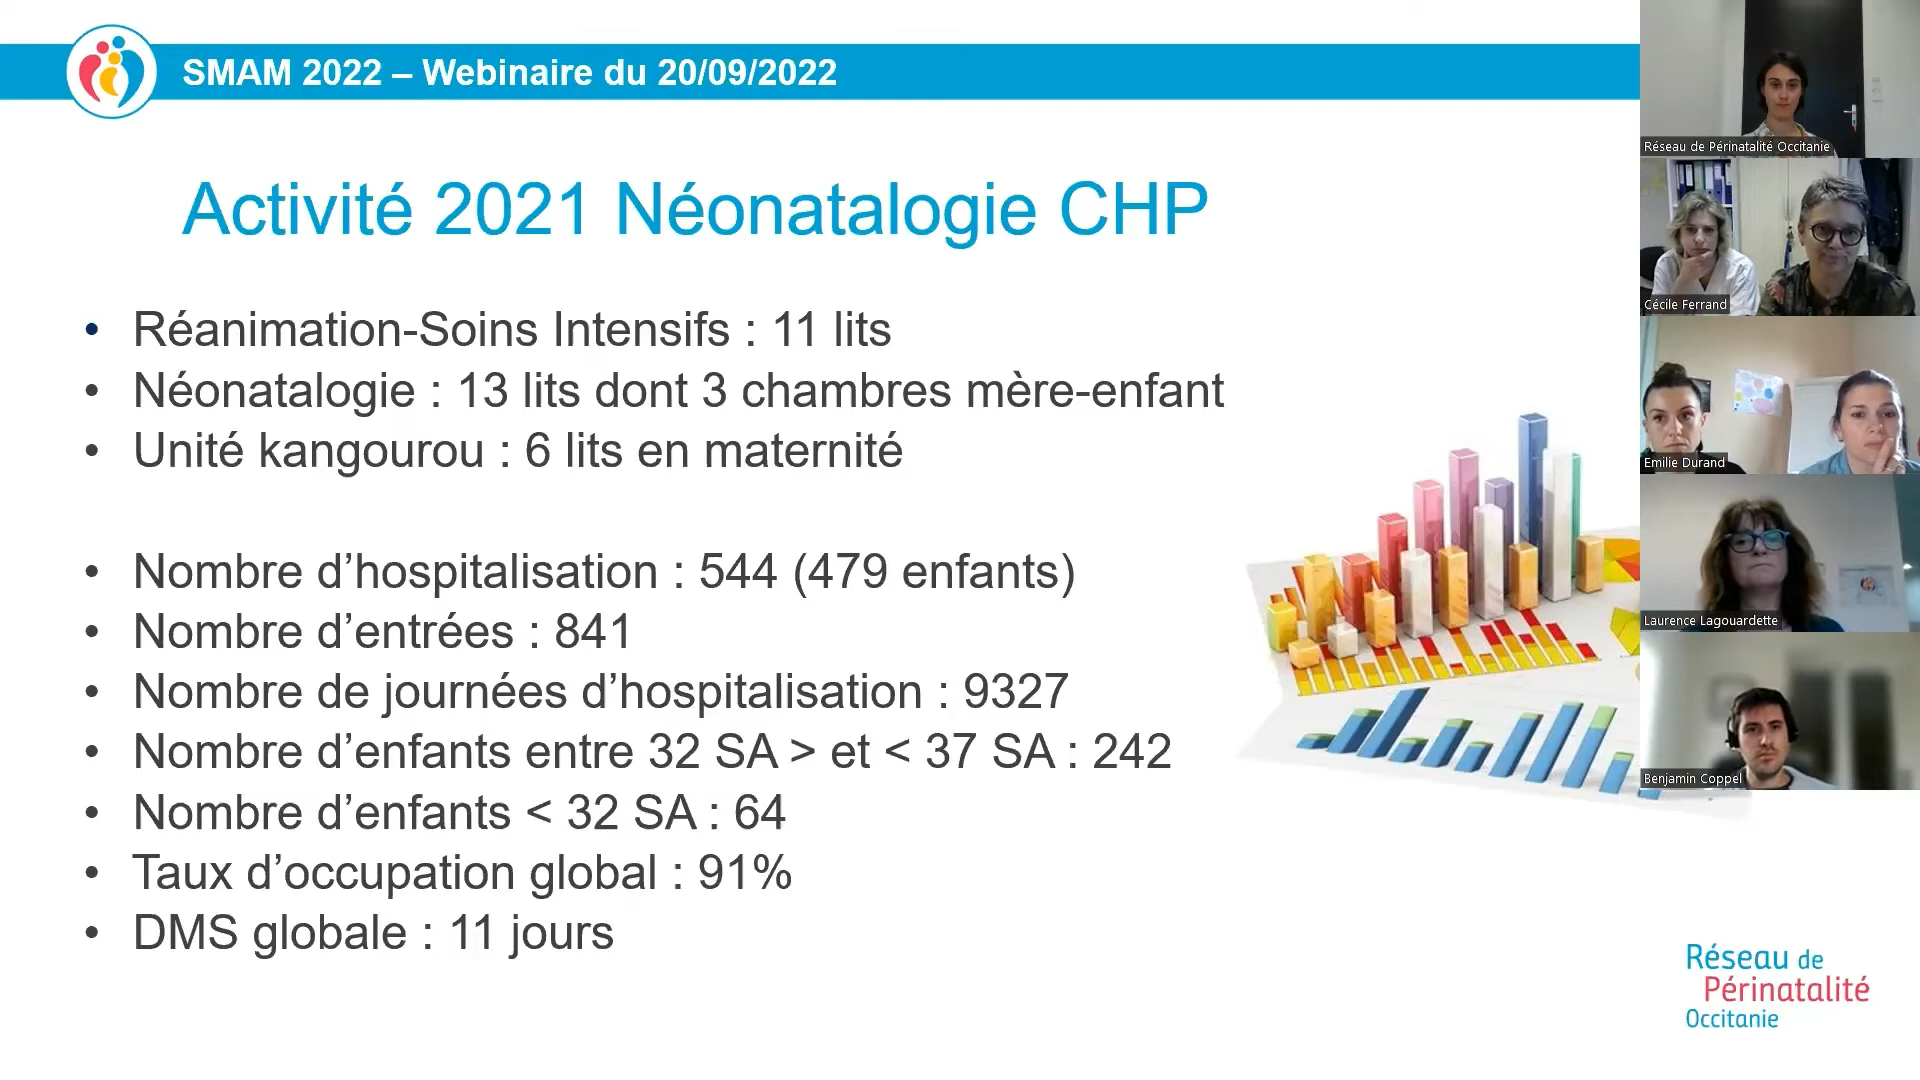 SMAM 2022 – Webinaire du 20/09/2022
Activité 2021 Néonatalogie CHP
• Réanimation-Soins Intensifs : 11 lits
• Néonatalogie : 13 lits dont 3 chambres mère-enfant
• Unité kangourou : 6 lits en maternité
• Nombre d’hospitalisation : 544 (479 enfants)
• Nombre d’entrées : 841
• Nombre de journées d’hospitalisation : 9327
• Nombre d’enfants entre 32 SA > et < 37 SA : 242
• Nombre d’enfants < 32 SA : 64
• Taux d’occupation global : 91%
• DMS globale : 11 jours
Réseau de Périnatalité Occitanie
Cécile Ferrand
Emilie Durand
Laurence Lagouardette
Benjamin Coppel
Réseau de
Périnatalité
Occitanie